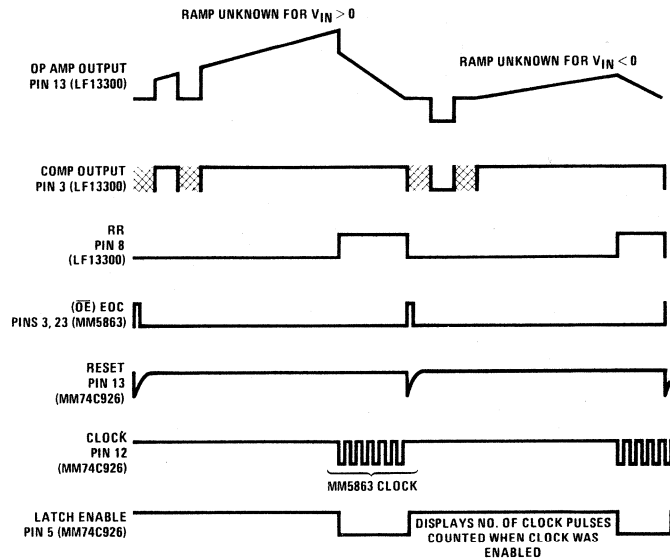 RAMP UNKNOWN FOR VIN > 0
OP AMP OUTPUT
PIN 13 (LF13300)
RAMP UNKNOWN FOR VIN < 0
COMP OUTPUT
PIN 3 (LF13300)
RR
PIN 8
(LF13300)
(OE) EOC
PINS 3, 23 (MM5863)
RESET
PIN 13
(MM74C926)
CLOCK
PIN 12
(MM74C926)
MM5863 CLOCK
LATCH ENABLE
PIN 5 (MM74C926)
DISPLAYS NO. OF CLOCK PULSES
COUNTED WHEN CLOCK WAS
ENABLED